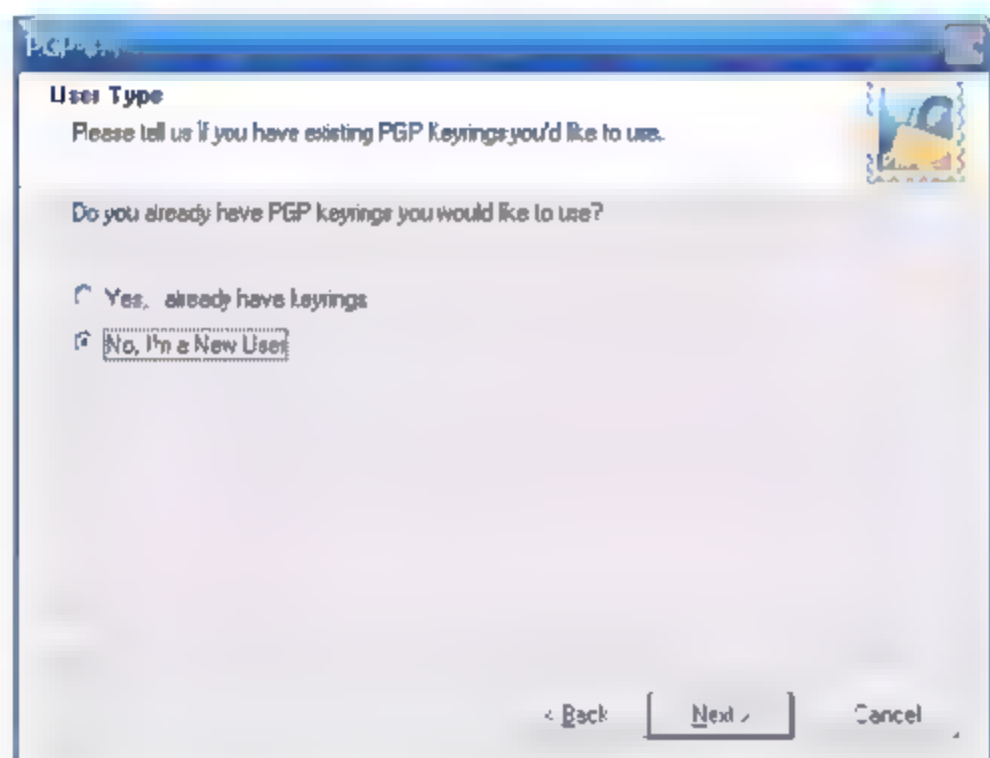 User Type
Please tell us if you have existing PGP Keyrings you'd like to use.
Do you already have PGP keyrings you would like to use?
Yes, already have keyrings
No, I'm a New User
< Back
Next >
Cancel